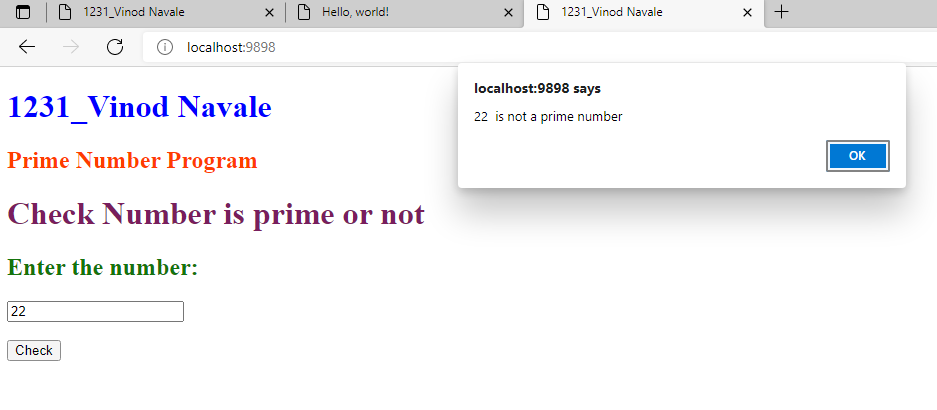 1231_Vinod Navale
Hello, world!
1231_Vinod Navale
localhost:9898
localhost:9898 says
22  is not a prime number
OK
1231_Vinod Navale
Prime Number Program
Check Number is prime or not
Enter the number:
22
Check